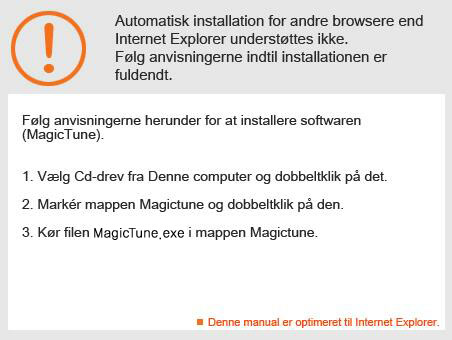 Automatisk installation for andre browsere end
Internet Explorer understøttes ikke.
Følg anvisningerne indtil installationen er
fuldendt.
Følg anvisningerne herunder for at installere softwaren
(MagicTune).
1. Vælg Cd-drev fra Denne computer og dobbeltklik på det.
2. Markér mappen Magictune og dobbeltklik på den.
3. Kør filen MagicTune.exe i mappen Magictune.
Denne manual er optimeret til Internet Explorer.